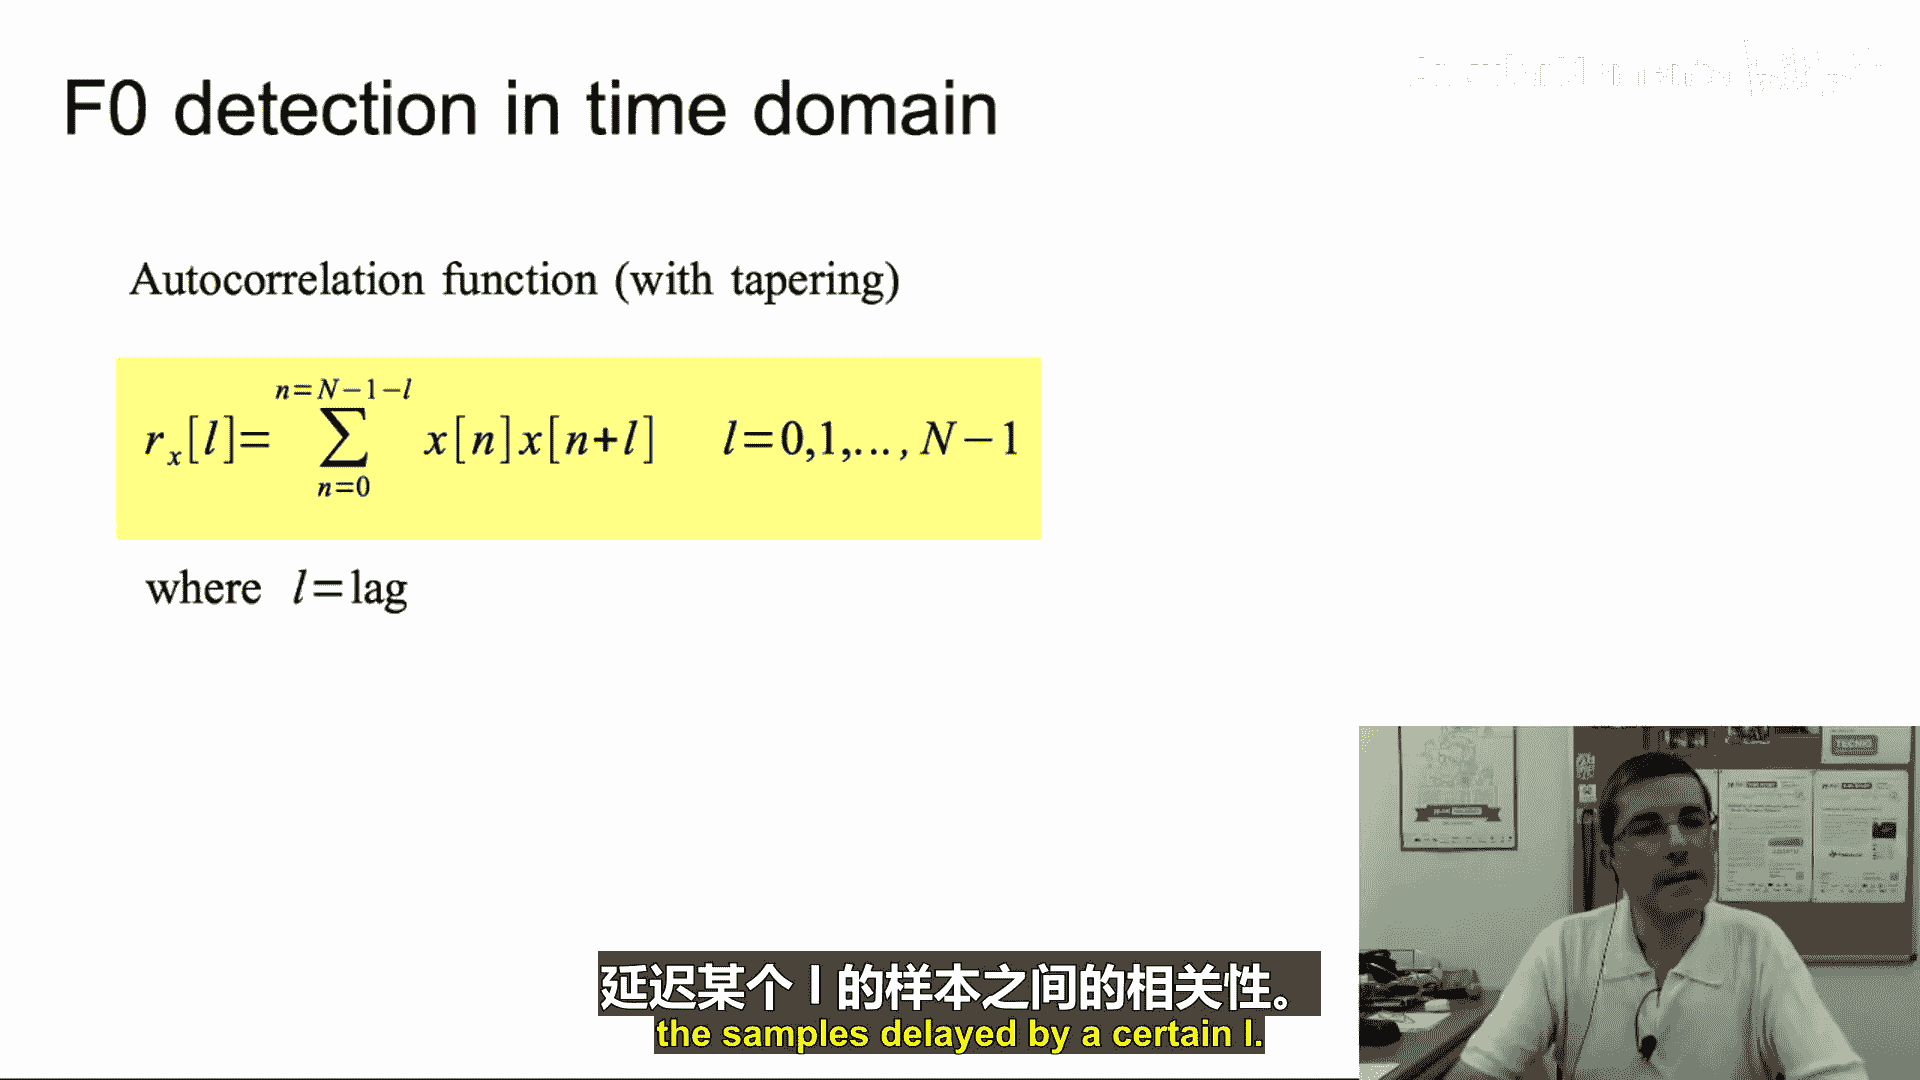 F0 detection in time domain
Autocorrelation function (with tapering)
r_x[l]=∑_{n=0}^{n=N−1−l} x[n]x[n+l] l=0,1,..., N−1
where l=lag
TECNIO
延迟某个 l 的样本之间的相关性。
the samples delayed by a certain l.